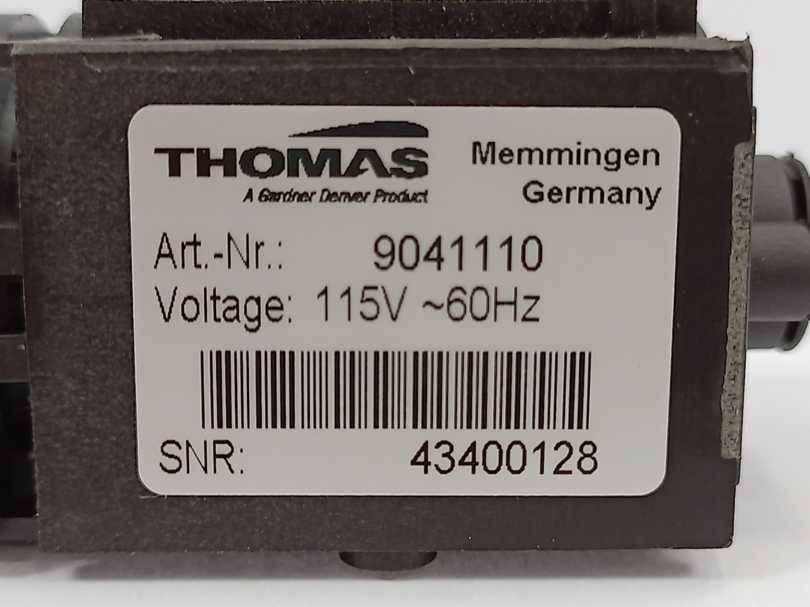 THOMAS
A Gardner Denver Product
Memmingen
Germany
Art.-Nr.: 9041110
Voltage: 115V ~60Hz
SNR: 43400128